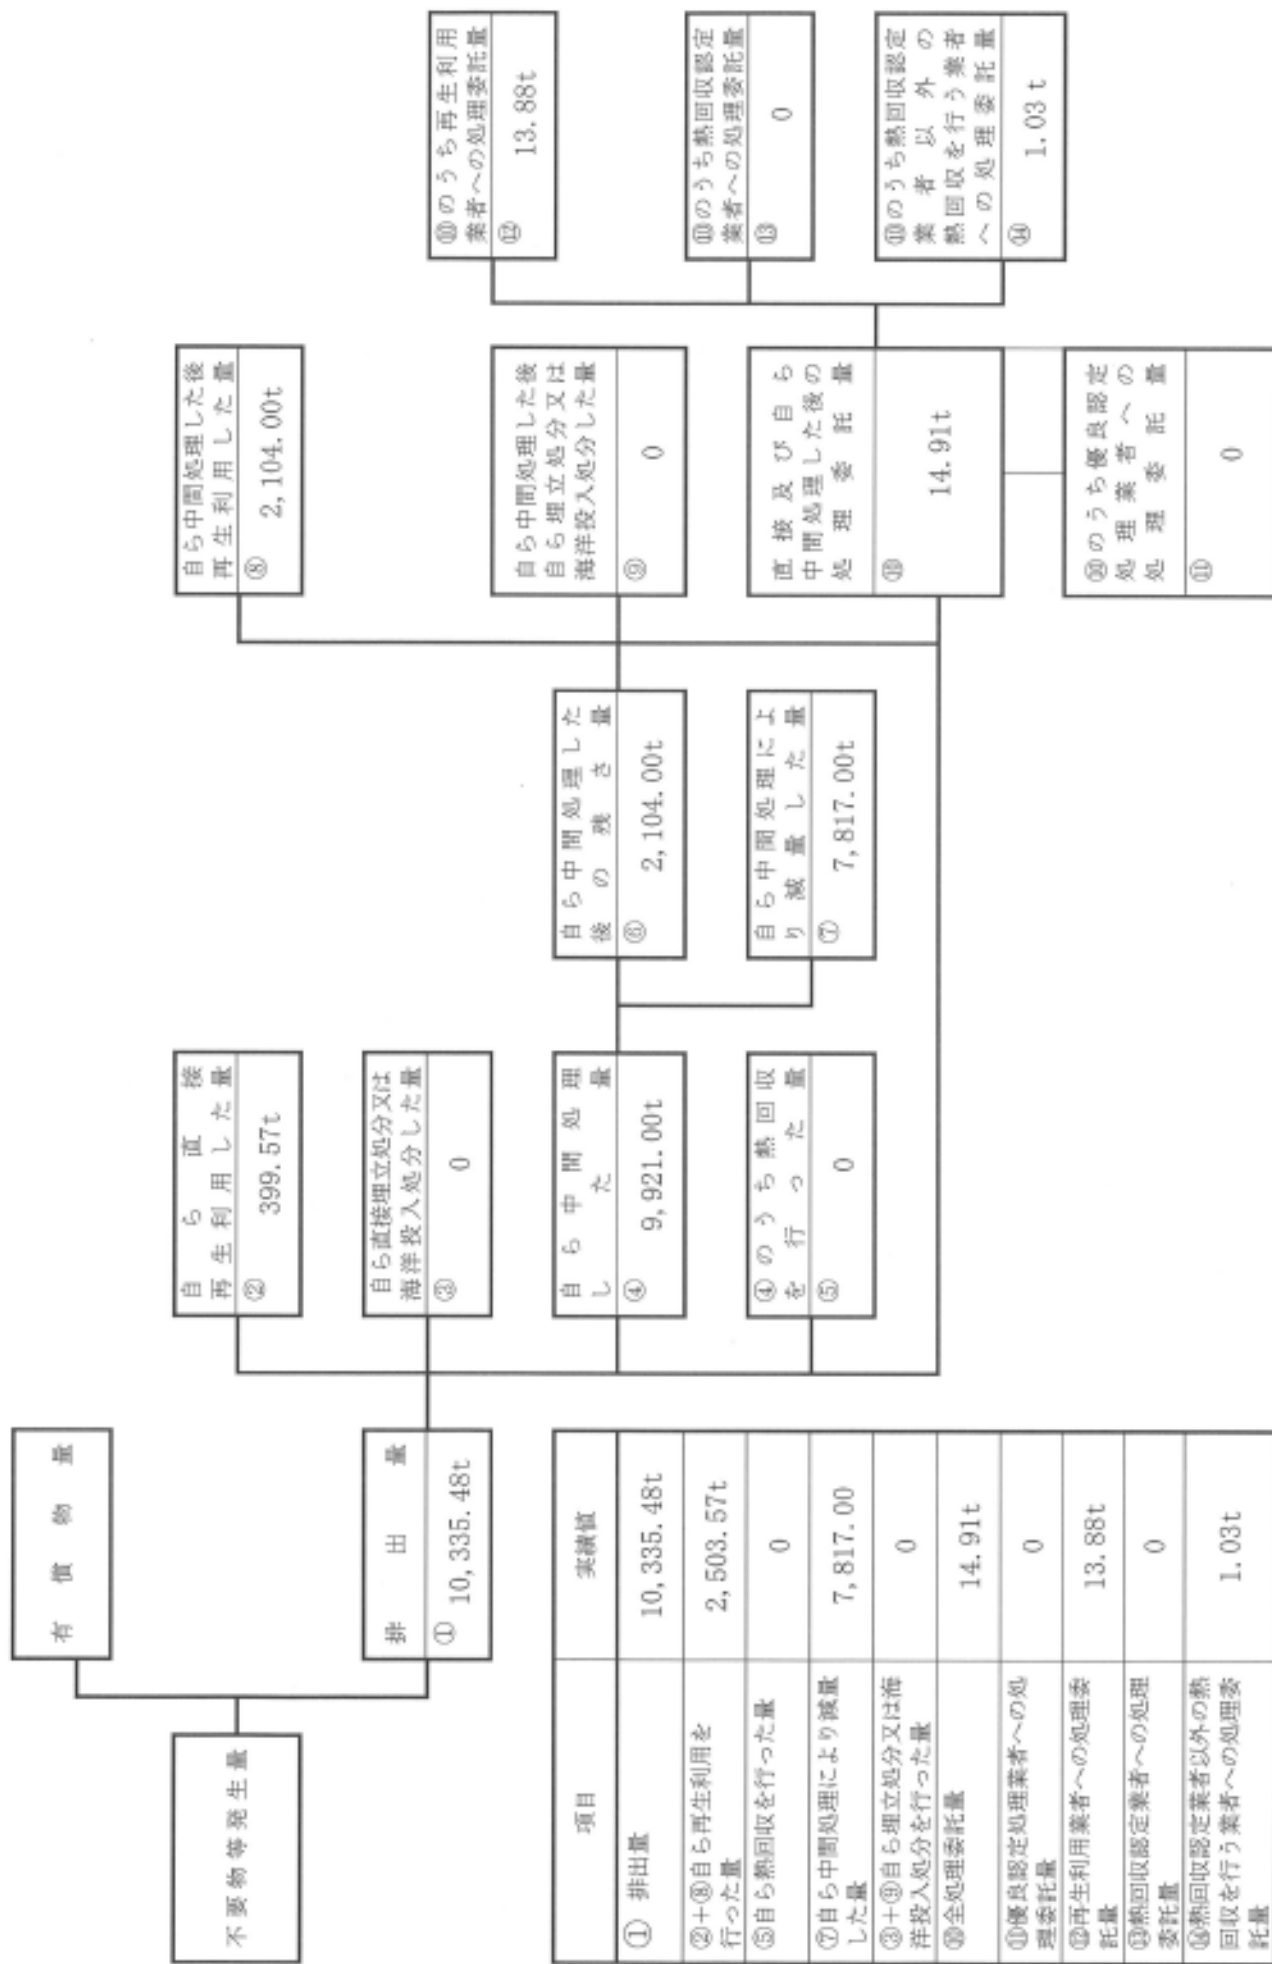 不要物等発生量
有償物量
排出量
① 10,335.48t
自ら直接
再生利用した量
② 399.57t
自ら直接埋立処分又は
海洋投入処分した量
③ 0
自ら中間処理
した量
④ 9,921.00t
④のうち熱回収
を行った量
⑤ 0
自ら中間処理した
後の残さ量
⑥ 2,104.00t
自ら中間処理によ
り減量した量
⑦ 7,817.00t
自ら中間処理した後
再生利用した量
⑧ 2,104.00t
自ら中間処理した後
自ら埋立処分又は
海洋投入処分した量
⑨ 0
直接及び自ら
中間処理した後の
処理委託量
⑩ 14.91t
⑩のうち優良認定
処理業者への
処理委託量
⑪ 0
⑩のうち再生利用
業者への処理委託量
⑫ 13.88t
⑩のうち熱回収認定
業者への処理委託量
⑬ 0
⑩のうち熱回収認定
業者以外の
熱回収を行う業者
への処理委託量
⑭ 1.03t
項目 実績値
① 排出量 10,335.48t
②+⑧自ら再生利用を
行った量 2,503.57t
⑤自ら熱回収を行った量 0
⑦自ら中間処理により減量
した量 7,817.00
③+⑨自ら埋立処分又は海
洋投入処分を行った量 0
⑩全処理委託量 14.91t
⑪優良認定処理業者への処
理委託量 0
⑫再生利用業者への処理委
託量 13.88t
⑬熱回収認定業者への処理
委託量 0
⑭熱回収認定業者以外の熱
回収を行う業者への処理委
託量 1.03t